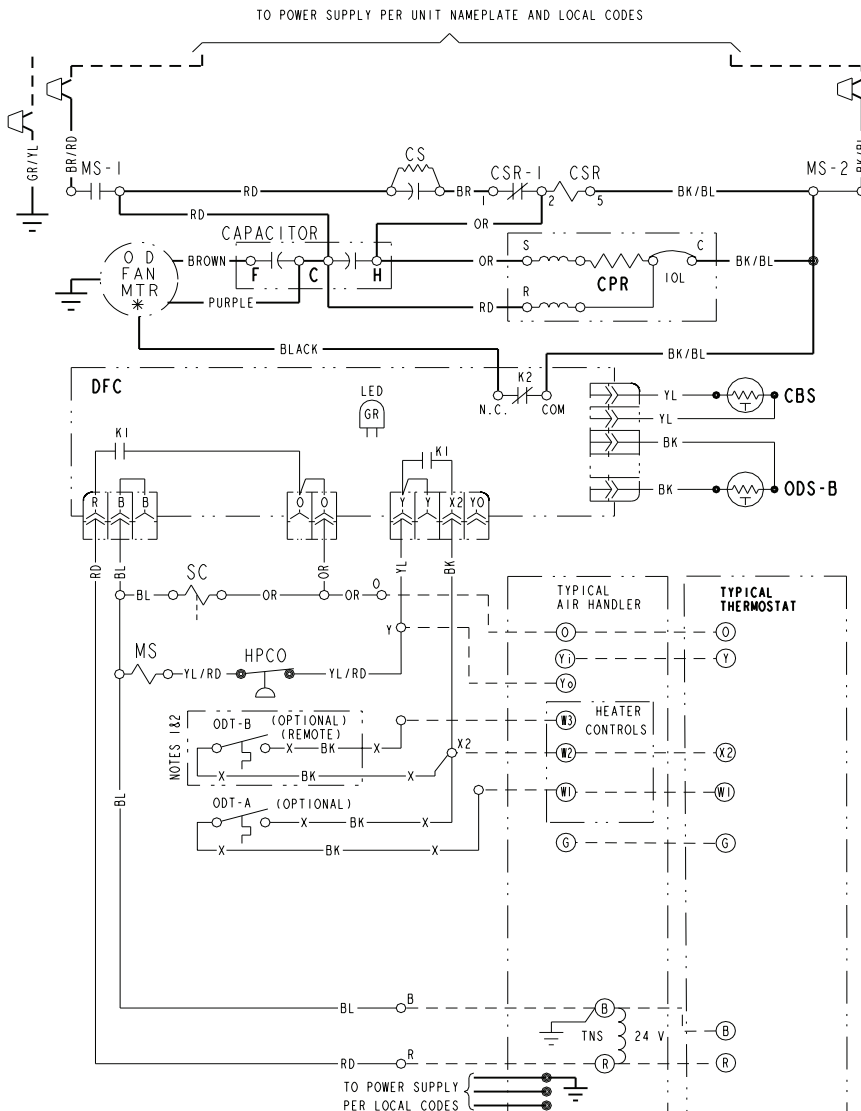 TO POWER SUPPLY PER UNIT NAMEPLATE AND LOCAL CODES
GR/YL
BR/RD
BK/BL
MS-1
CS
CSR-1
CSR
MS-2
RD
BR
1
2
5
BK/BL
RD
OR
CAPACITOR
O D
FAN
MTR
*
BROWN
F
C
H
OR
S
CPR
C
IOL
BK/BL
PURPLE
RD
R
BLACK
BK/BL
DFC
LED
GR
K2
N.C.
COM
YL
CBS
YL
BK
BK
ODS-B
K1
K1
R
B
B
O
O
Y
Y
X2
YO
RD
BL
OR
YL
BK
SC
BL
OR
OR
O
TYPICAL
AIR HANDLER
TYPICAL
THERMOSTAT
Y
O
O
Yi
Y
Yo
MS
YL/RD
HPCO
YL/RD
NOTES 1&2
ODT-B
(OPTIONAL)
(REMOTE)
X
BK
X
X
BK
X
X2
W3
HEATER
CONTROLS
W2
X2
W1
W1
BL
ODT-A
(OPTIONAL)
X
BK
X
X
BK
X
G
G
BL
B
B
TNS
24 V
B
RD
R
R
R
TO POWER SUPPLY
PER LOCAL CODES